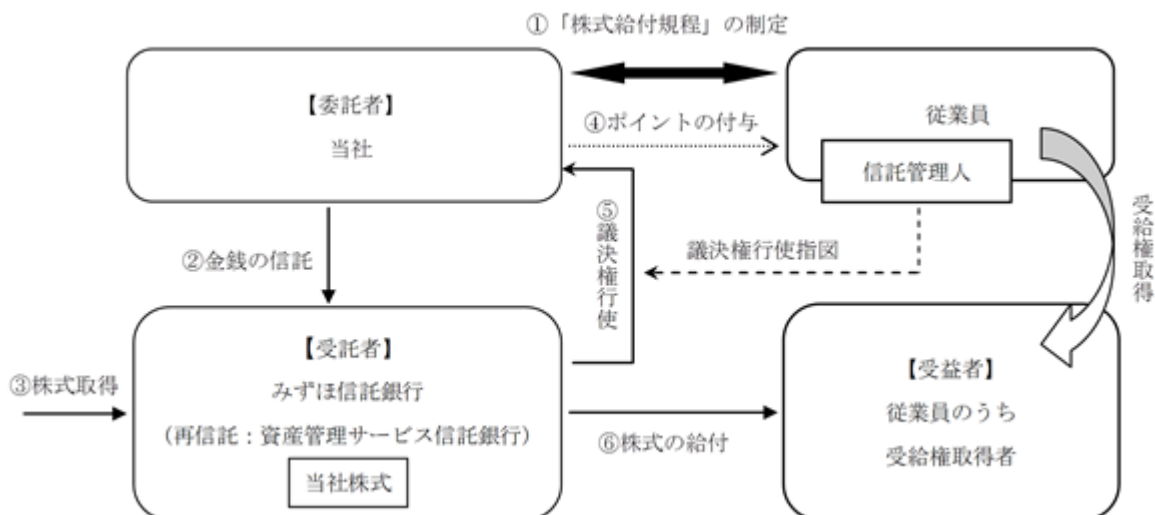 ①「株式給付規程」の制定
【委託者】
当社
④ポイントの付与
従業員
信託管理人
受給権取得
②金銭の信託
⑤議決権行使
議決権行使指図
③株式取得
【受託者】
みずほ信託銀行
（再信託：資産管理サービス信託銀行）
当社株式
⑥株式の給付
【受益者】
従業員のうち
受給権取得者